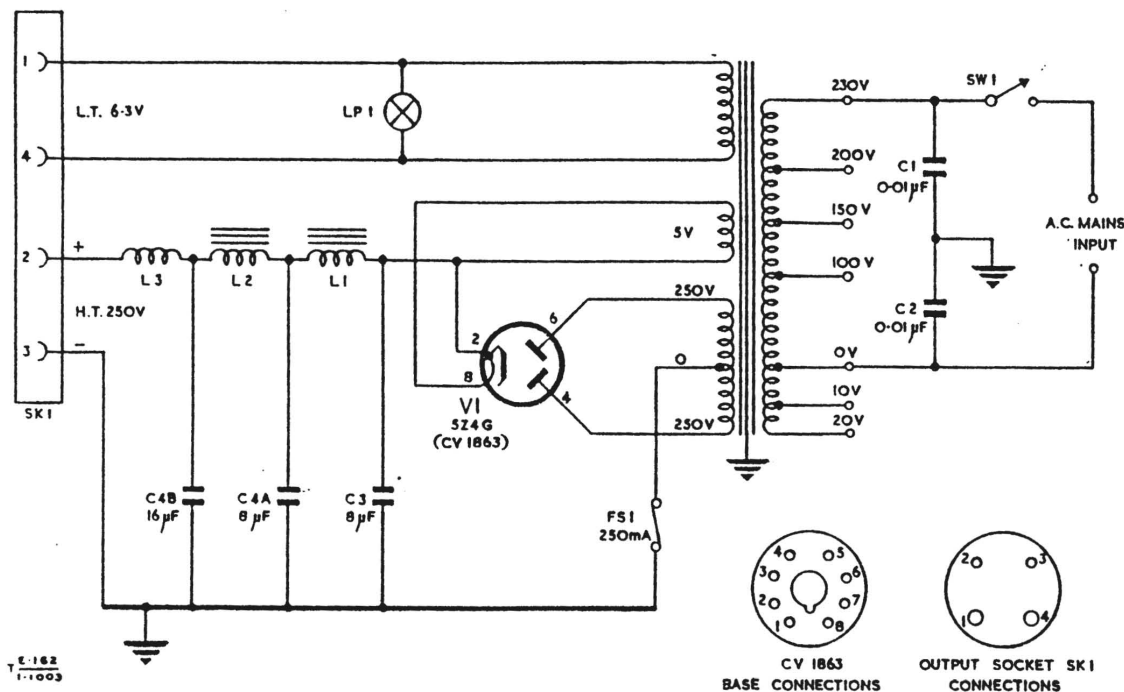 1
L.T. 6·3V
4
2
+
H.T. 250V
3
−
SK1
LP1
L3
L2
L1
5V
250V
0
250V
6
2
8
4
V1
5Z4G
(CV 1863)
C4B
16µF
C4A
8µF
C3
8µF
FS1
250mA
230V
200V
150V
100V
0V
10V
20V
SW1
C1
0·01µF
C2
0·01µF
A.C. MAINS
INPUT
4
5
3
6
2
7
1
8
CV 1863
BASE CONNECTIONS
2
3
1
4
OUTPUT SOCKET SK1
CONNECTIONS
T E·162
1-1003